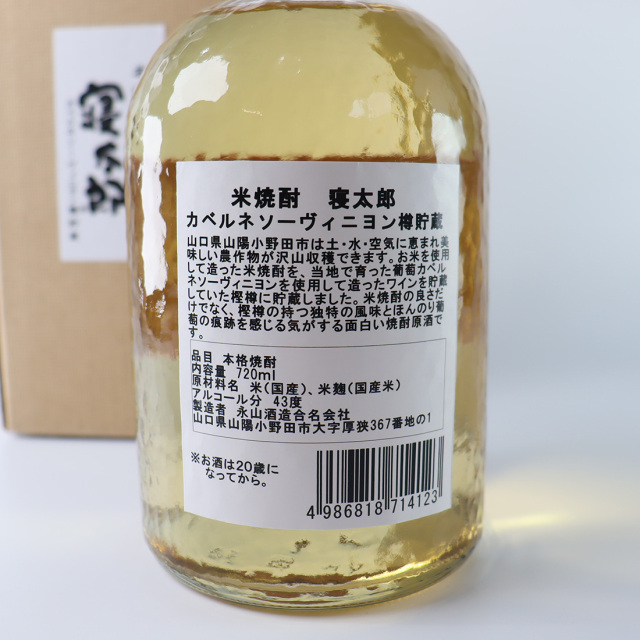 米焼酎　寝太郎
カベルネソーヴィニヨン樽貯蔵
山口県山陽小野田市は土・水・空気に恵まれ美
味しい農作物が沢山収穫できます。お米を使用
して造った米焼酎を、当地で育った葡萄カベル
ネソーヴィニヨンを使用して造ったワインを貯蔵
していた樫樽に貯蔵しました。米焼酎の良さだ
けでなく、樫樽の持つ独特の風味とほんのり葡
萄の痕跡を感じる気がする面白い焼酎原酒で
す。
品目　本格焼酎
内容量　720ml
原材料名　米(国産)、米麹(国産米)
アルコール分　43度
製造者　永山酒造合名会社
山口県山陽小野田市大字厚狭367番地の1
※お酒は20歳に
なってから。
4 986818 714123